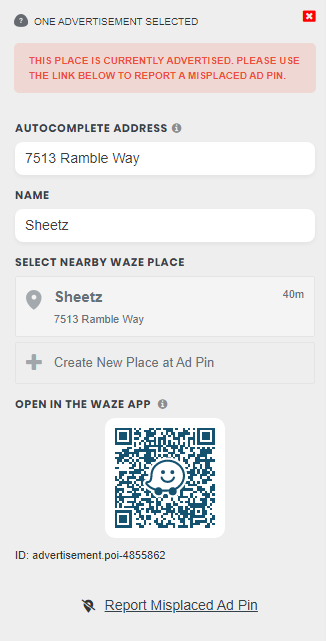 ONE ADVERTISEMENT SELECTED
THIS PLACE IS CURRENTLY ADVERTISED. PLEASE USE
THE LINK BELOW TO REPORT A MISPLACED AD PIN.
AUTOCOMPLETE ADDRESS
7513 Ramble Way
NAME
Sheetz
SELECT NEARBY WAZE PLACE
Sheetz 40m
7513 Ramble Way
Create New Place at Ad Pin
OPEN IN THE WAZE APP
ID: advertisement.poi-4855862
Report Misplaced Ad Pin